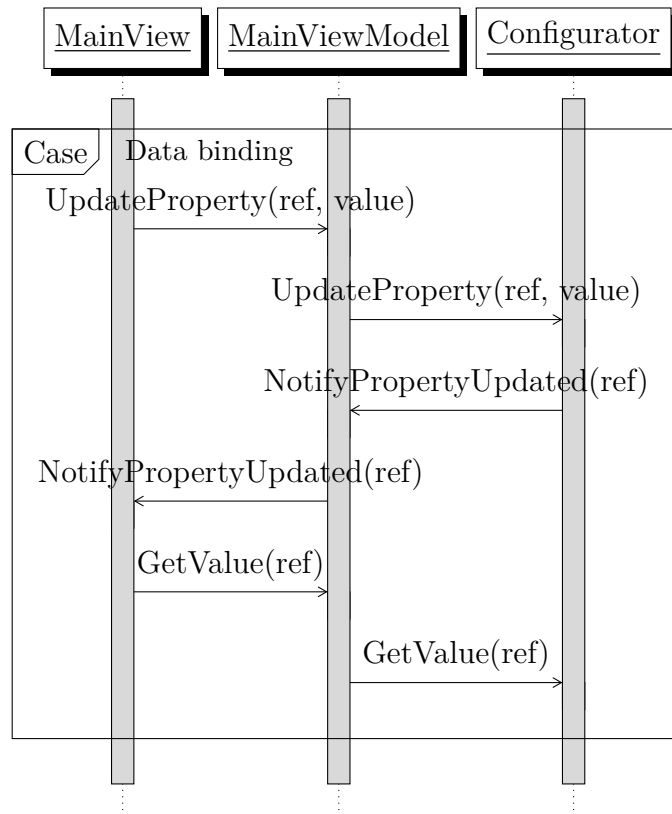 MainView
MainViewModel
Configurator
Case
Data binding
UpdateProperty(ref, value)
UpdateProperty(ref, value)
NotifyPropertyUpdated(ref)
NotifyPropertyUpdated(ref)
GetValue(ref)
GetValue(ref)